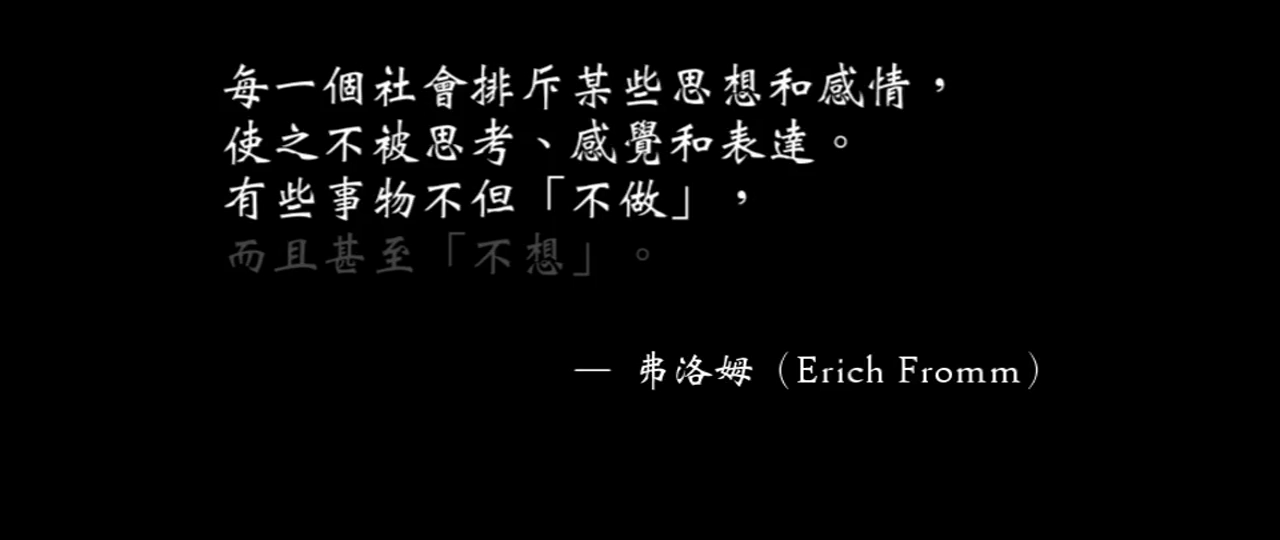 每一個社會排斥某些思想和感情，
使之不被思考、感覺和表達。
有些事物不但「不做」，
而且甚至「不想」。
— 弗洛姆（Erich Fromm）